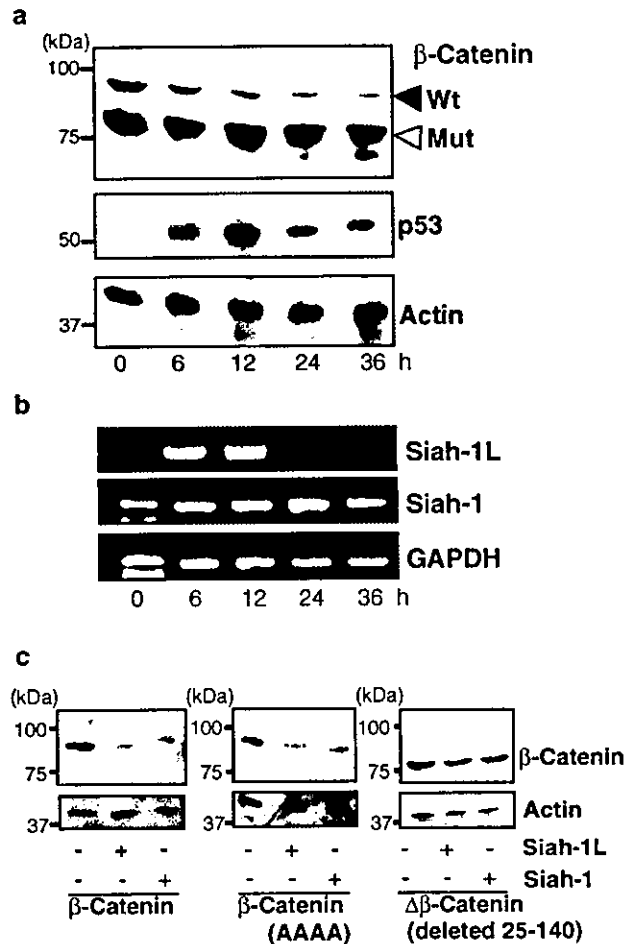 a
(kDa)
β-Catenin
100
Wt
75
Mut
50
p53
37
Actin
0 6 12 24 36 h
b
Siah-1L
Siah-1
GAPDH
0 6 12 24 36 h
c
(kDa) (kDa) (kDa)
100 100 100
β-Catenin
75 75 75
37 37 37 Actin
- + - - + - - + - Siah-1L
- - + - - + - - + Siah-1
β-Catenin β-Catenin Δβ-Catenin
(AAAA) (deleted 25-140)